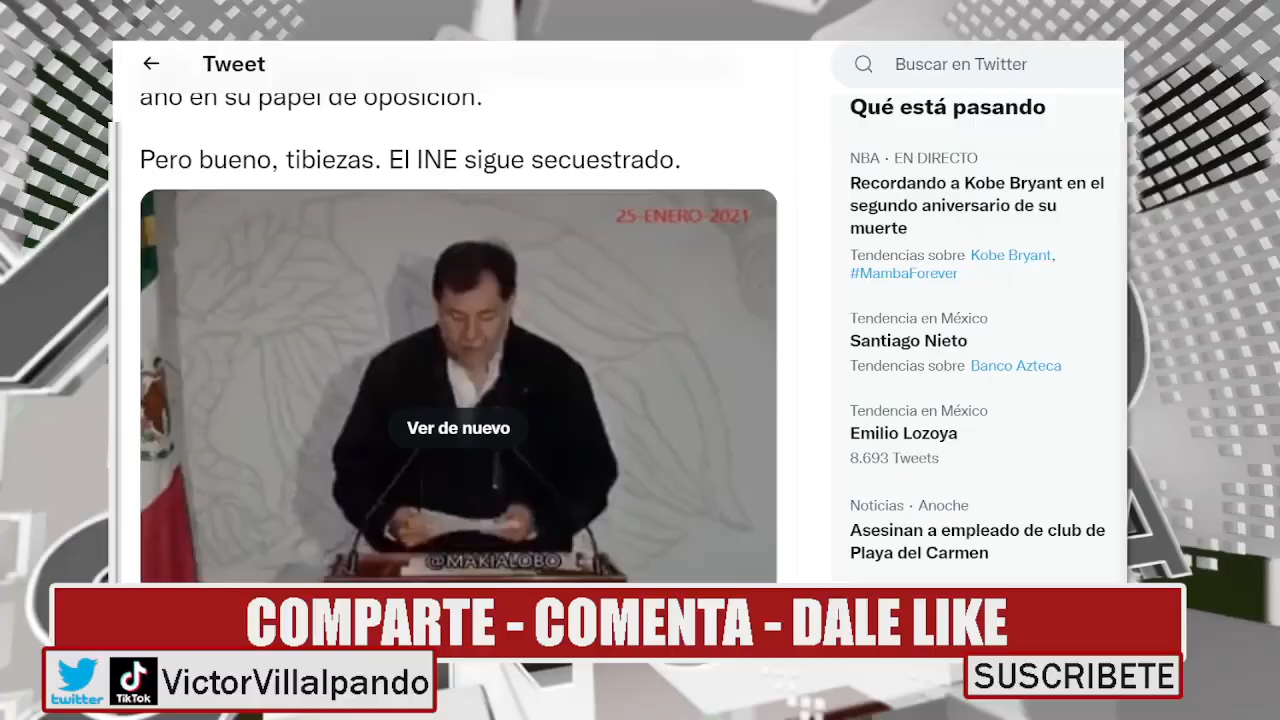 Tweet
año en su papel de oposición.
Pero bueno, tibiezas. El INE sigue secuestrado.
25-ENERO-2021
Ver de nuevo
@MAKIALOBO
Buscar en Twitter
Qué está pasando
NBA · EN DIRECTO
Recordando a Kobe Bryant en el
segundo aniversario de su
muerte
Tendencias sobre Kobe Bryant,
#MambaForever
Tendencia en México
Santiago Nieto
Tendencias sobre Banco Azteca
Tendencia en México
Emilio Lozoya
8.693 Tweets
Noticias · Anoche
Asesinan a empleado de club de
Playa del Carmen
COMPARTE - COMENTA - DALE LIKE
twitter
TikTok
VictorVillalpando
SUSCRIBETE